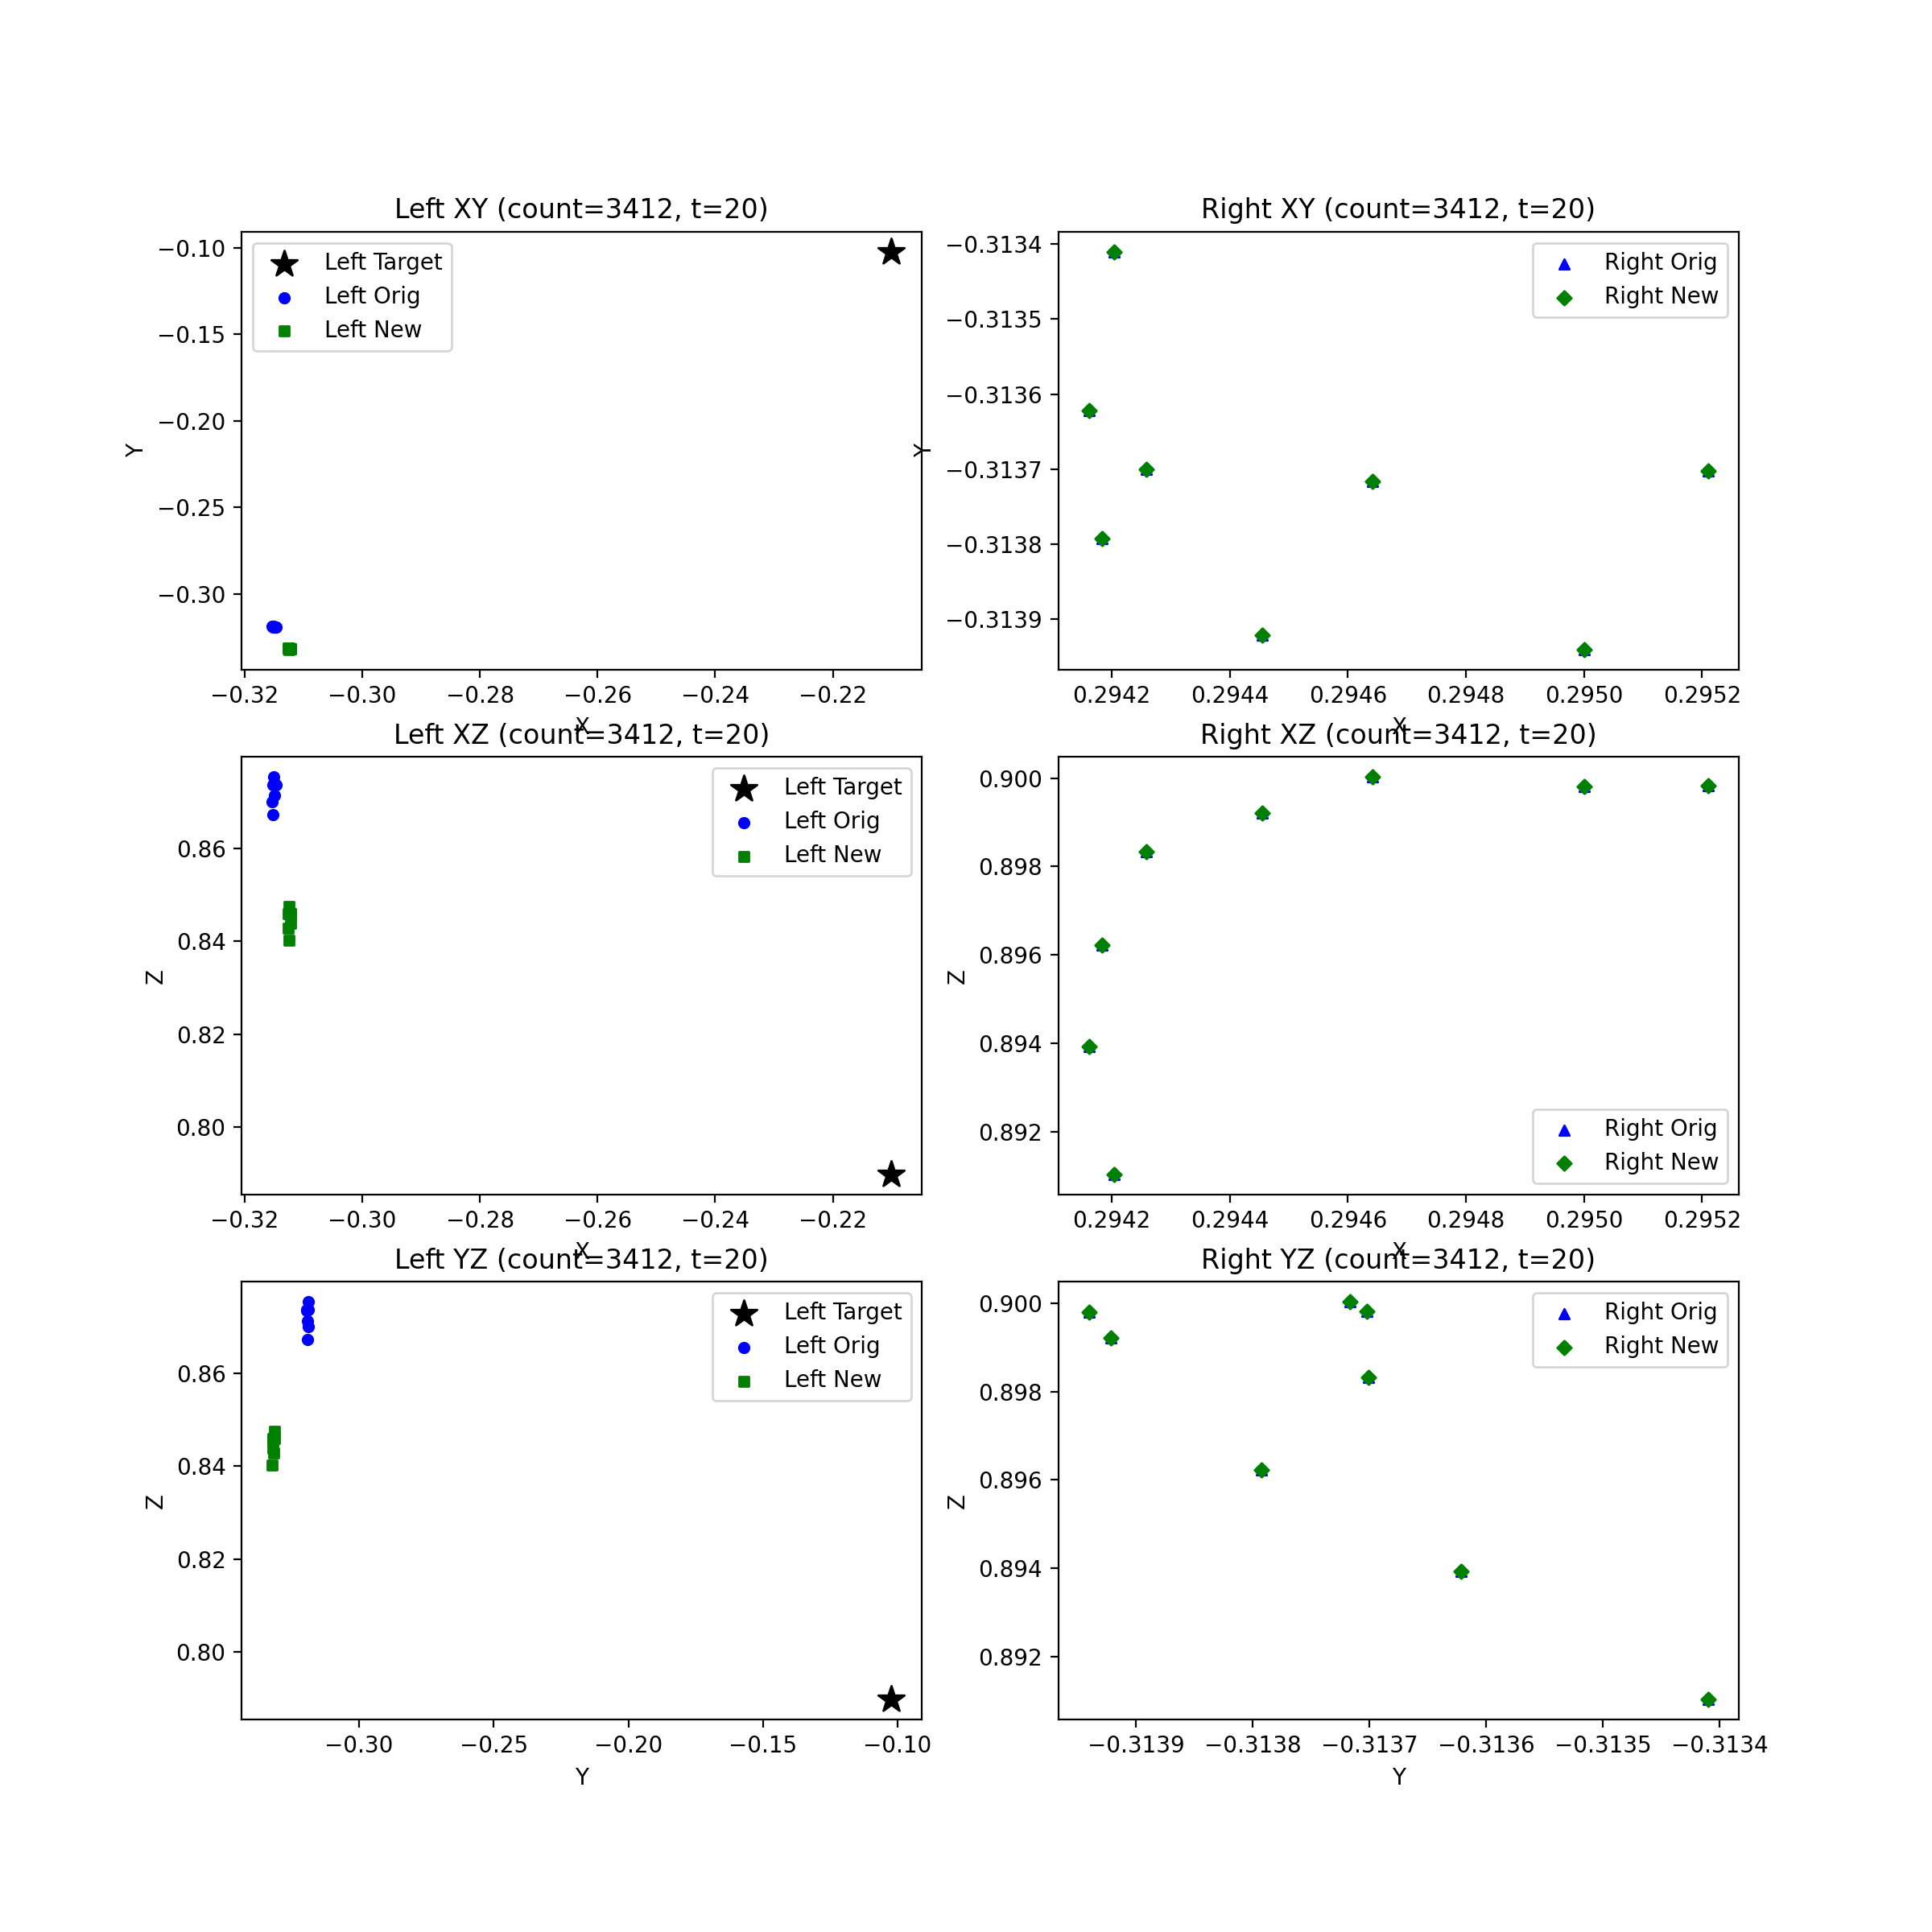 Left XY (count=3412, t=20)
−0.10
−0.15
−0.20
−0.25
−0.30
Y
Left Target
Left Orig
Left New
−0.32 −0.30 −0.28 −0.26 −0.24 −0.22
X
Right XY (count=3412, t=20)
−0.3134
−0.3135
−0.3136
−0.3137
−0.3138
−0.3139
Y
Right Orig
Right New
0.2942 0.2944 0.2946 0.2948 0.2950 0.2952
X
Left XZ (count=3412, t=20)
0.86
0.84
0.82
0.80
Z
Left Target
Left Orig
Left New
−0.32 −0.30 −0.28 −0.26 −0.24 −0.22
X
Right XZ (count=3412, t=20)
0.900
0.898
0.896
0.894
0.892
Z
Right Orig
Right New
0.2942 0.2944 0.2946 0.2948 0.2950 0.2952
X
Left YZ (count=3412, t=20)
0.86
0.84
0.82
0.80
Z
Left Target
Left Orig
Left New
−0.30 −0.25 −0.20 −0.15 −0.10
Y
Right YZ (count=3412, t=20)
0.900
0.898
0.896
0.894
0.892
Z
Right Orig
Right New
−0.3139 −0.3138 −0.3137 −0.3136 −0.3135 −0.3134
Y